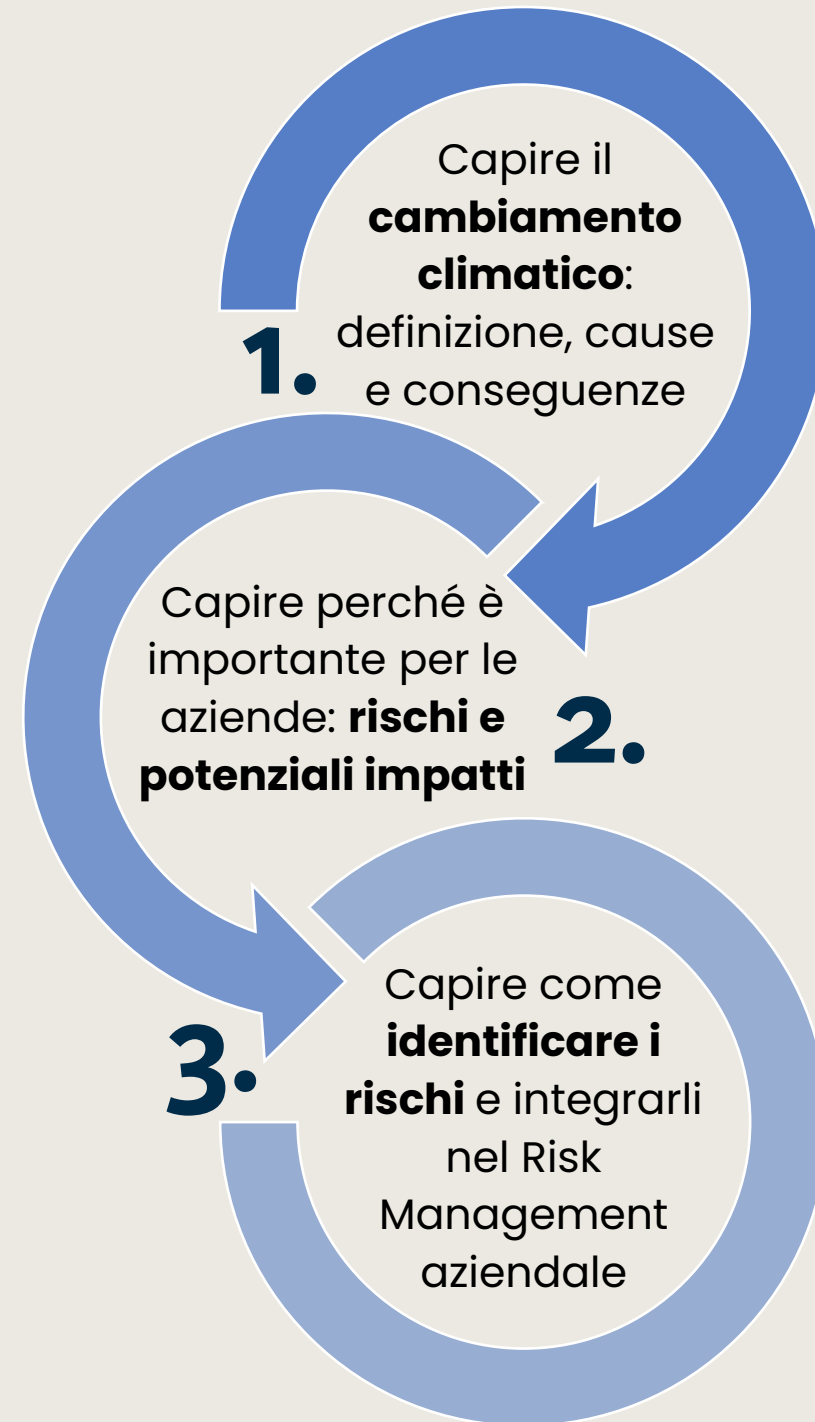 Capire il
cambiamento
climatico:
definizione, cause
e conseguenze
1.
Capire perché è
importante per le
aziende: rischi e
potenziali impatti
2.
Capire come
identificare i
rischi e integrarli
nel Risk
Management
aziendale
3.